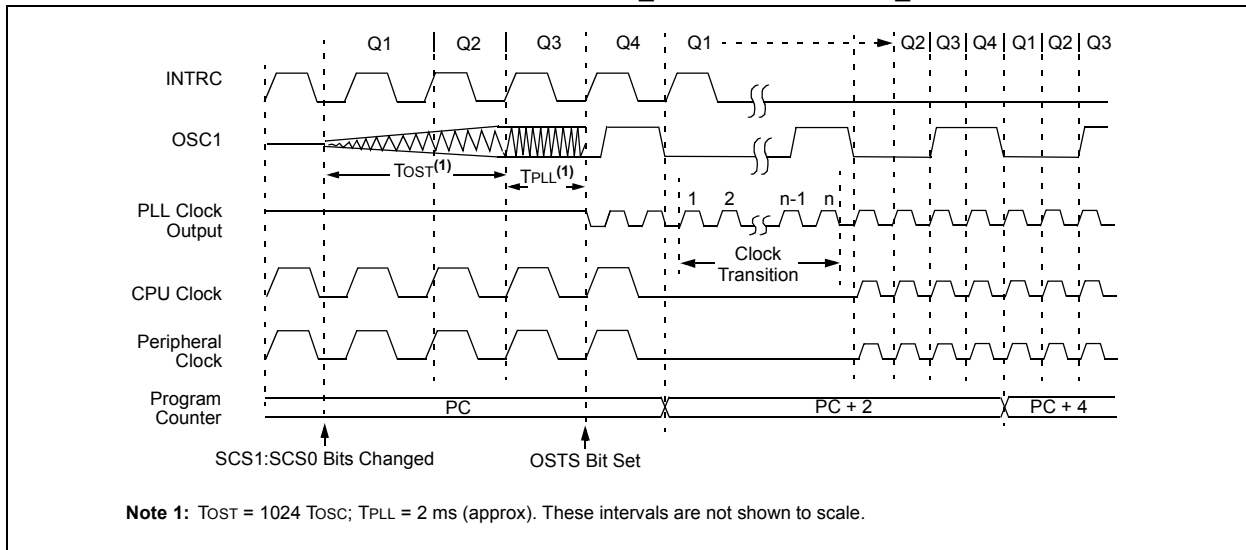 Q1 Q2 Q3 Q4 Q1 Q2 Q3 Q4 Q1 Q2 Q3
INTRC
OSC1
TOST(1) TPLL(1)
PLL Clock
Output
1 2 n-1 n
Clock
Transition
CPU Clock
Peripheral
Clock
Program
Counter
PC PC + 2 PC + 4
SCS1:SCS0 Bits Changed OSTS Bit Set
Note 1: TOST = 1024 TOSC; TPLL = 2 ms (approx). These intervals are not shown to scale.